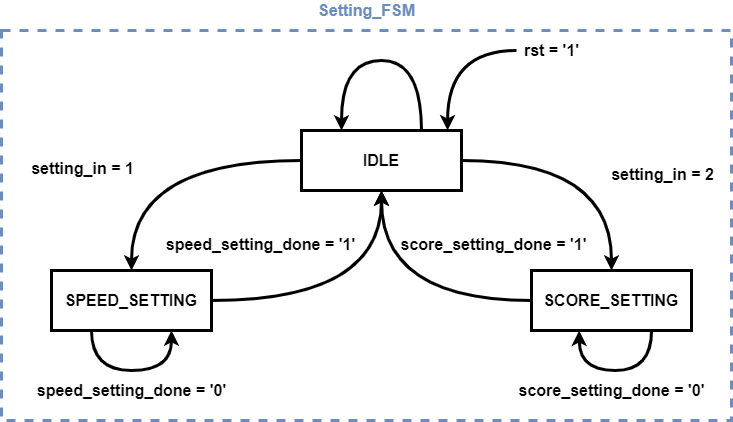 Setting_FSM
rst = '1'
IDLE
setting_in = 1
setting_in = 2
speed_setting_done = '1'
score_setting_done = '1'
SPEED_SETTING
SCORE_SETTING
speed_setting_done = '0'
score_setting_done = '0'